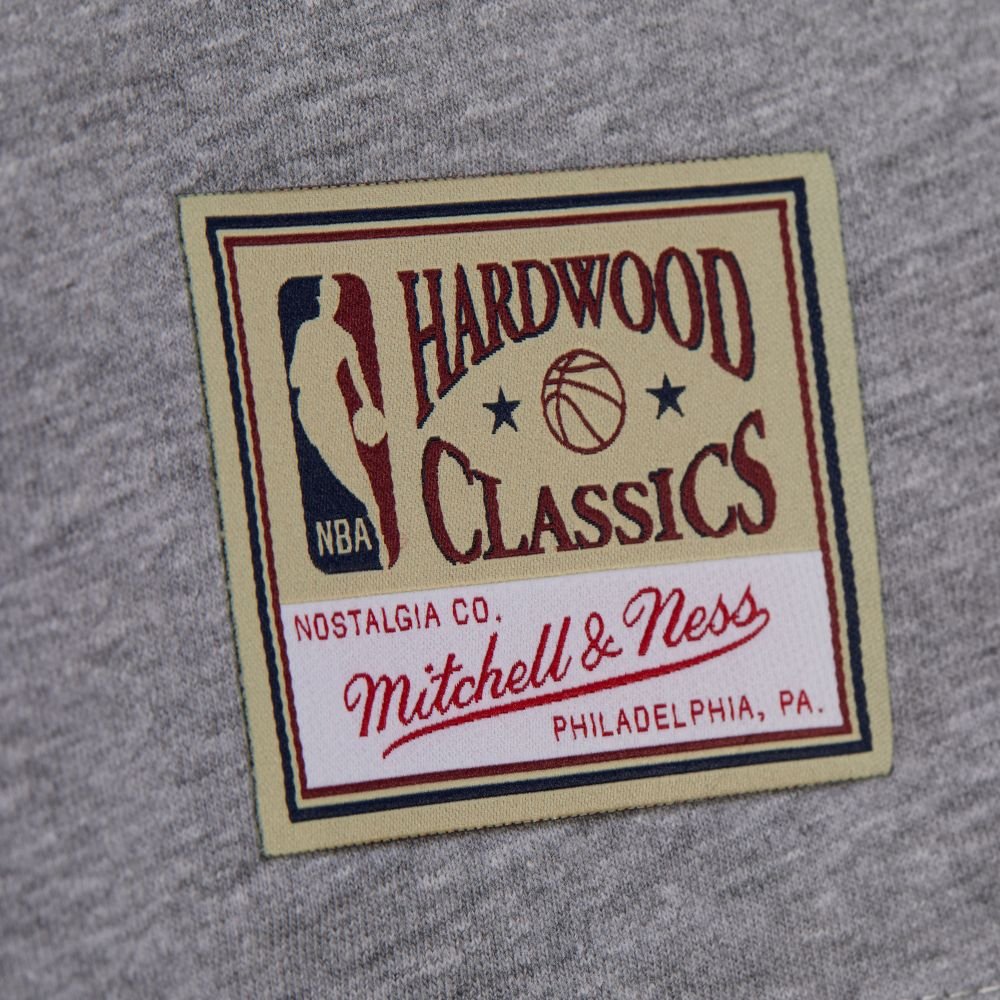 HARDWOOD
CLASSICS
NBA
NOSTALGIA CO.
Mitchell & Ness
PHILADELPHIA, PA.